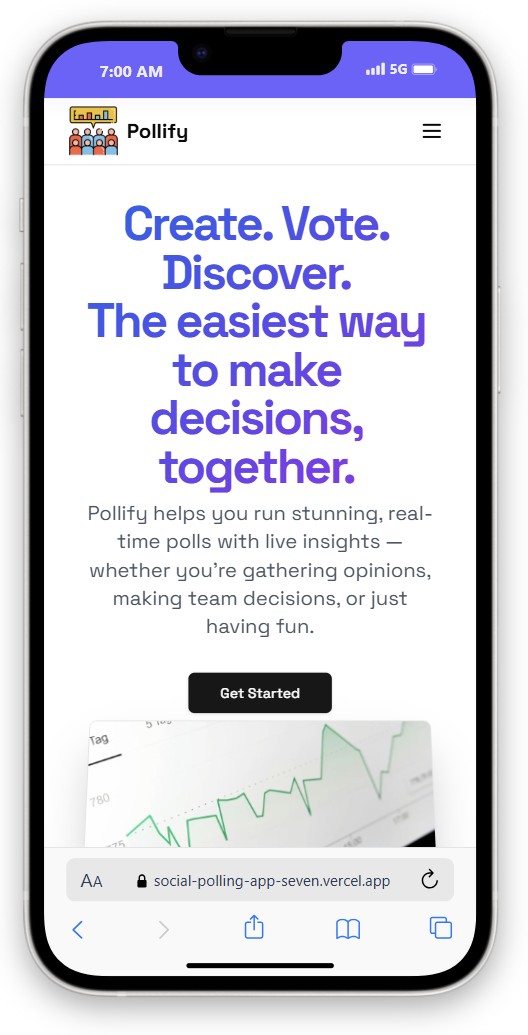 7:00 AM
5G
Pollify
Create. Vote.
Discover.
The easiest way
to make
decisions,
together.
Pollify helps you run stunning, real-
time polls with live insights —
whether you're gathering opinions,
making team decisions, or just
having fun.
Get Started
Tag
780
AA
social-polling-app-seven.vercel.app